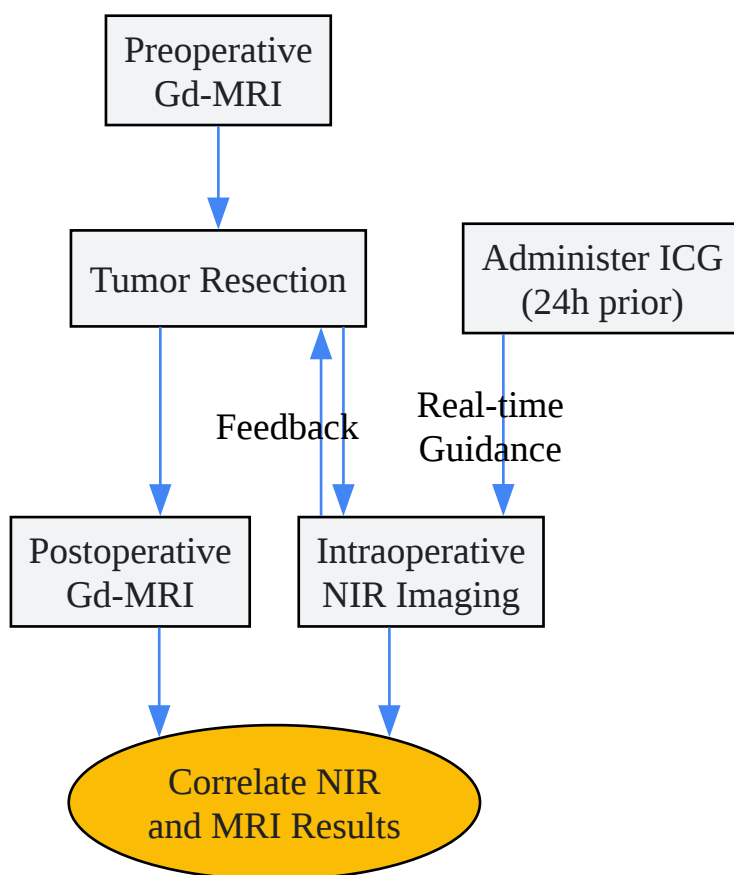 Preoperative
Gd-MRI
Tumor Resection
Administer ICG
(24h prior)
Feedback
Real-time
Guidance
Postoperative
Gd-MRI
Intraoperative
NIR Imaging
Correlate NIR
and MRI Results